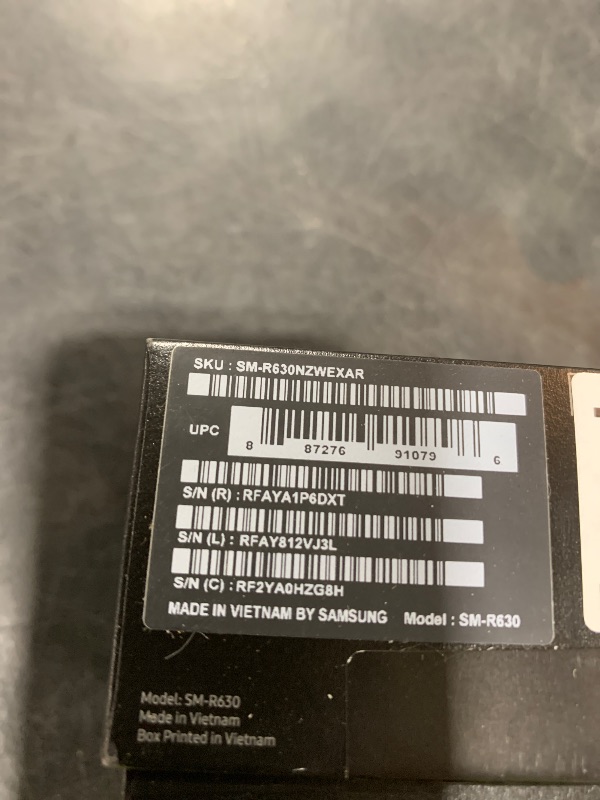 SKU : SM-R630NZWEXAR
UPC
8 87276 91079 6
S/N (R) : RFAYA1P6DXT
S/N (L) : RFAY812VJ3L
S/N (C) : RF2YA0HZG8H
MADE IN VIETNAM BY SAMSUNG Model : SM-R630
Model: SM-R630
Made in Vietnam
Box Printed in Vietnam